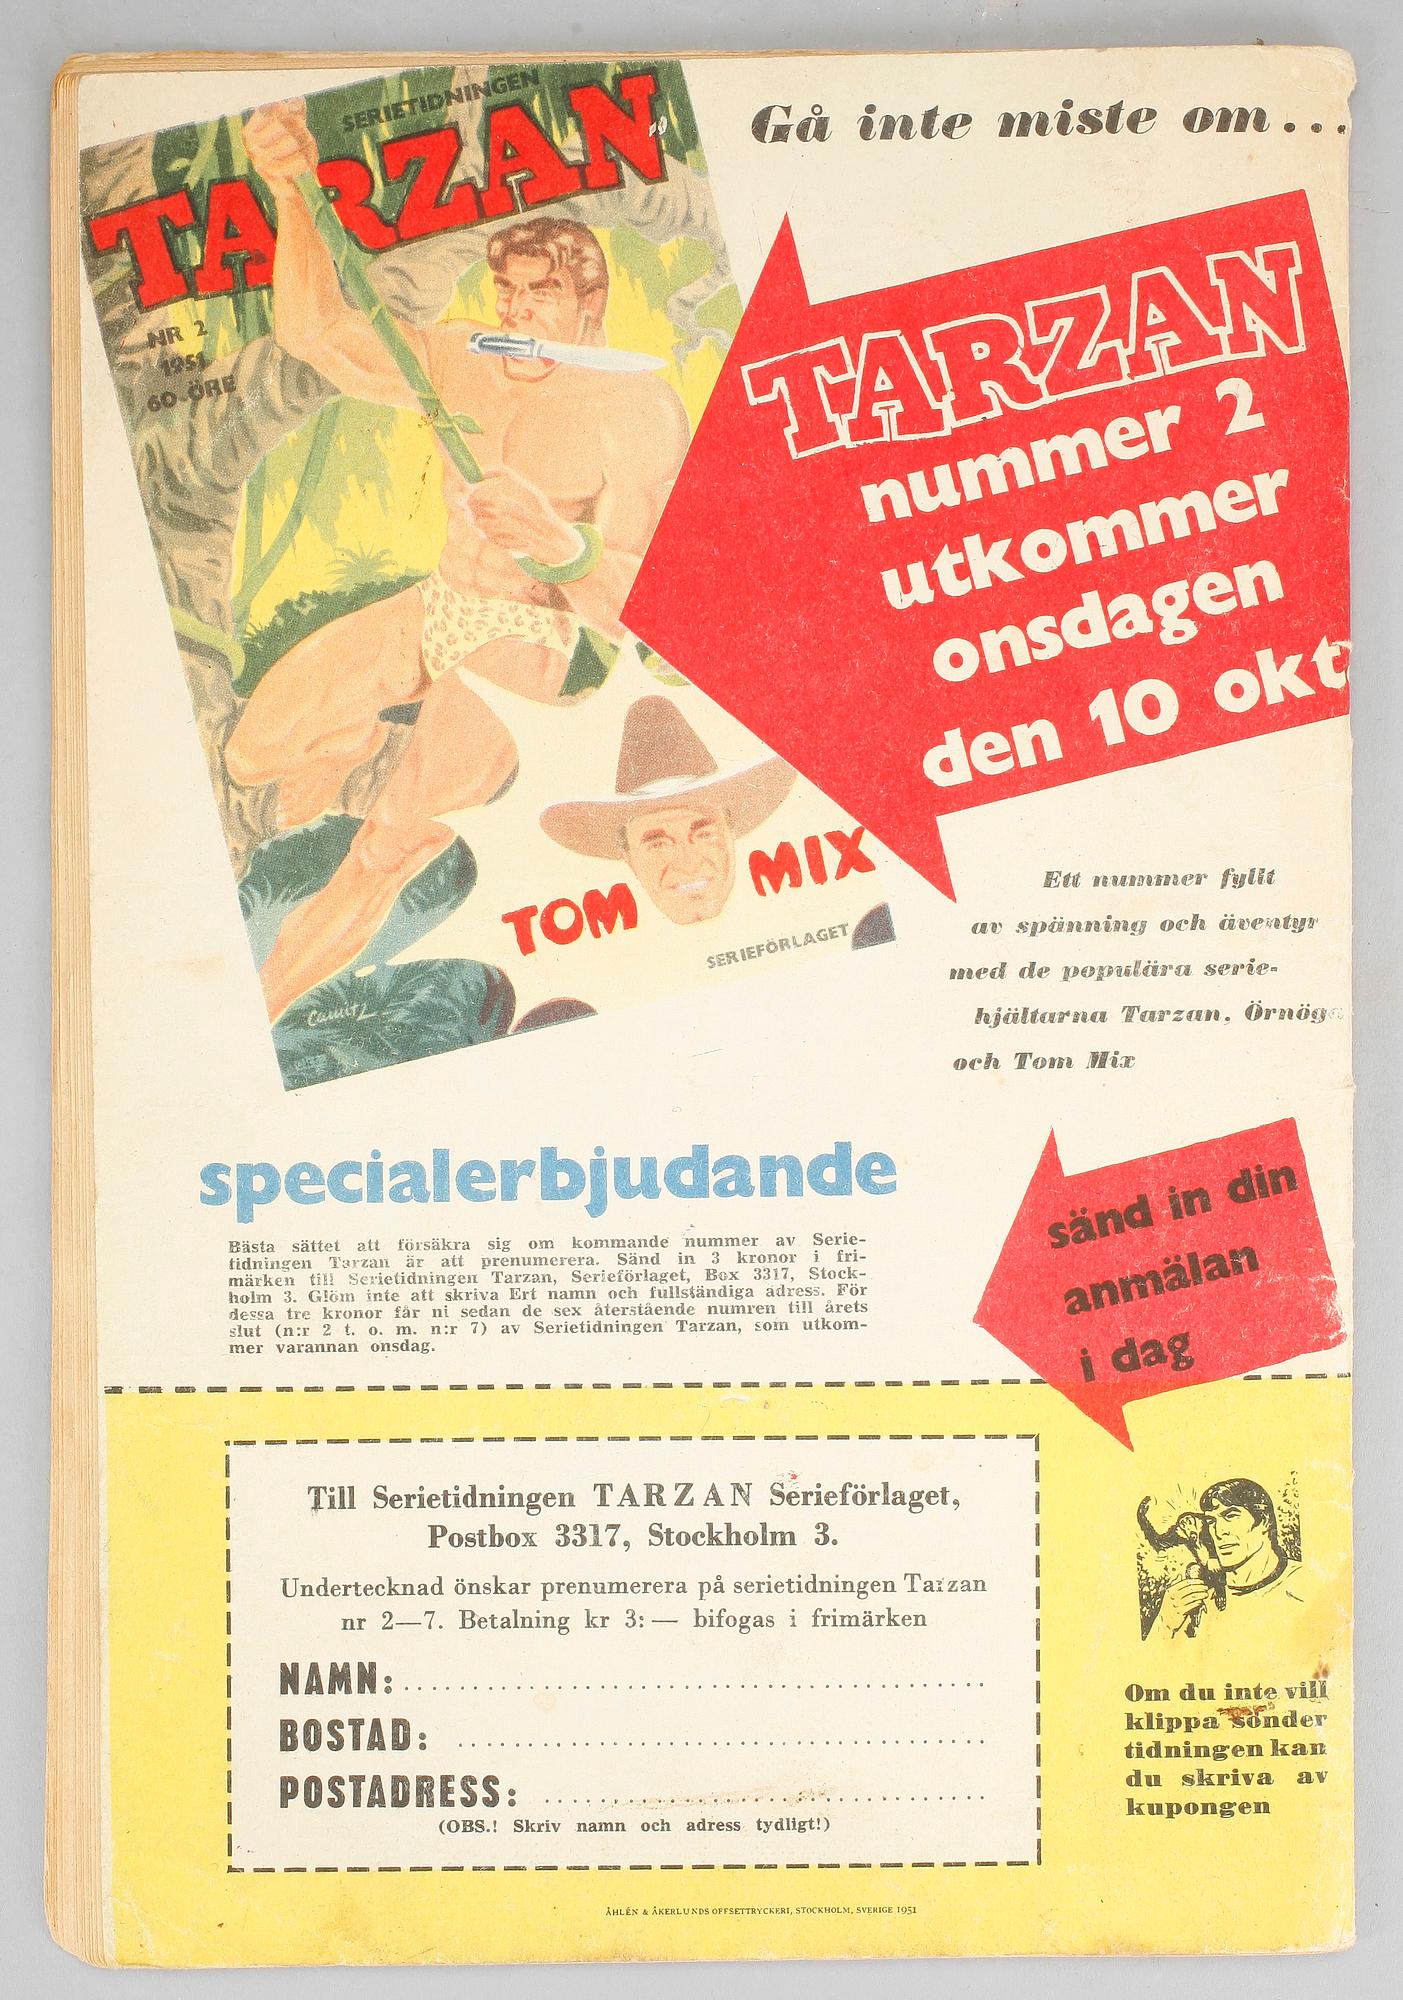 SERIETIDNINGEN
TARZAN
NR 2
1951
60 ÖRE
Gå inte miste om...
TARZAN
nummer 2
utkommer
onsdagen
den 10 okt.
TOM MIX
SERIEFÖRLAGET
Ett nummer fyllt
av spänning och äventyr
med de populära serie-
hjältarna Tarzan, Örnöga
och Tom Mix
specialerbjudande
Bästa sättet att försäkra sig om kommande nummer av Serie-
tidningen Tarzan är att prenumerera. Sänd in 3 kronor i fri-
märken till Serietidningen Tarzan, Serieförlaget, Box 3317, Stock-
holm 3. Glöm inte att skriva Ert namn och fullständiga adress. För
dessa tre kronor får ni sedan de sex återstående numren till årets
slut (n:r 2 t. o. m. n:r 7) av Serietidningen Tarzan, som utkom-
mer varannan onsdag.
sänd in din
anmälan
i dag
Till Serietidningen TARZAN Serieförlaget,
Postbox 3317, Stockholm 3.
Undertecknad önskar prenumerera på serietidningen Tarzan
nr 2—7. Betalning kr 3: — bifogas i frimärken
NAMN:
BOSTAD:
POSTADRESS:
(OBS.! Skriv namn och adress tydligt!)
Om du inte vill
klippa sönder
tidningen kan
du skriva av
kupongen
ÅHLÉN & ÅKERLUNDS OFFSETTRYCKERI, STOCKHOLM, SVERIGE 1951